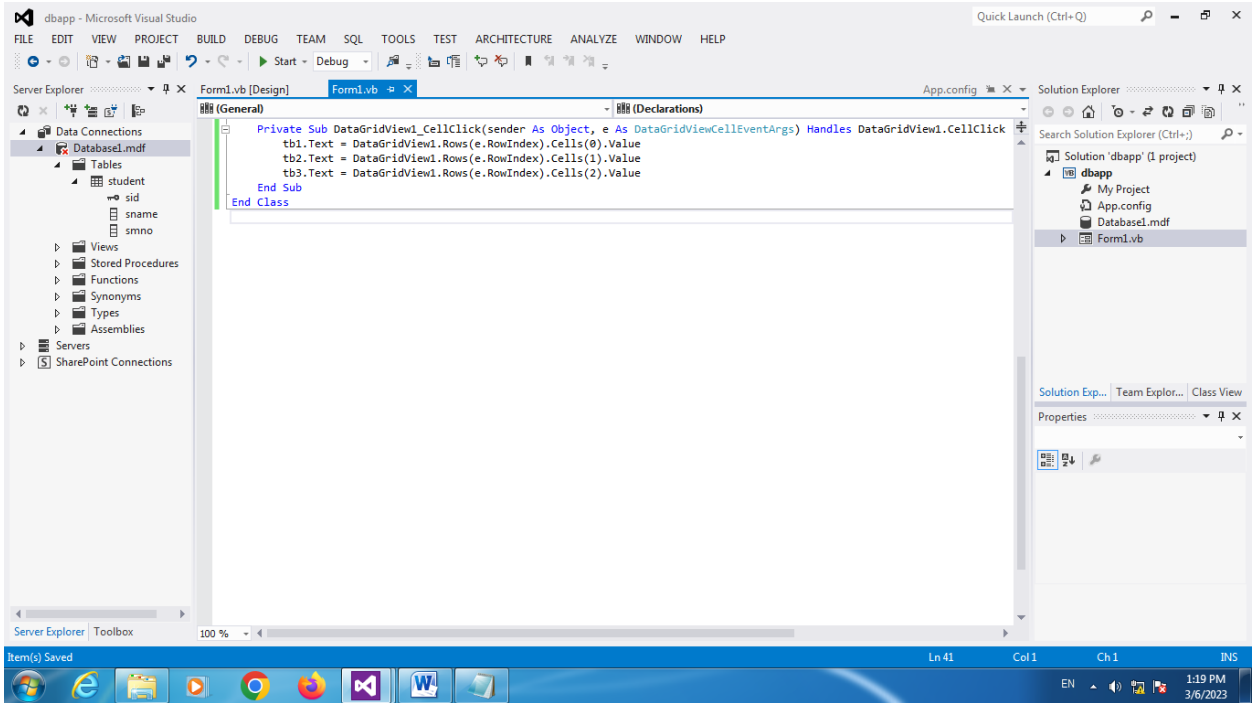 dbapp - Microsoft Visual Studio
Quick Launch (Ctrl+Q)
FILE EDIT VIEW PROJECT BUILD DEBUG TEAM SQL TOOLS TEST ARCHITECTURE ANALYZE WINDOW HELP
Start Debug
Server Explorer
Data Connections
Database1.mdf
Tables
student
sid
sname
smno
Views
Stored Procedures
Functions
Synonyms
Types
Assemblies
Servers
SharePoint Connections
Server Explorer Toolbox
Form1.vb [Design] Form1.vb App.config
(General) (Declarations)
Private Sub DataGridView1_CellClick(sender As Object, e As DataGridViewCellEventArgs) Handles DataGridView1.CellClick
tb1.Text = DataGridView1.Rows(e.RowIndex).Cells(0).Value
tb2.Text = DataGridView1.Rows(e.RowIndex).Cells(1).Value
tb3.Text = DataGridView1.Rows(e.RowIndex).Cells(2).Value
End Sub
End Class
100 %
Solution Explorer
Search Solution Explorer (Ctrl+;)
Solution 'dbapp' (1 project)
VB dbapp
My Project
App.config
Database1.mdf
Form1.vb
Solution Exp... Team Explor... Class View
Properties
Item(s) Saved Ln 41 Col 1 Ch 1 INS
EN 1:19 PM
3/6/2023